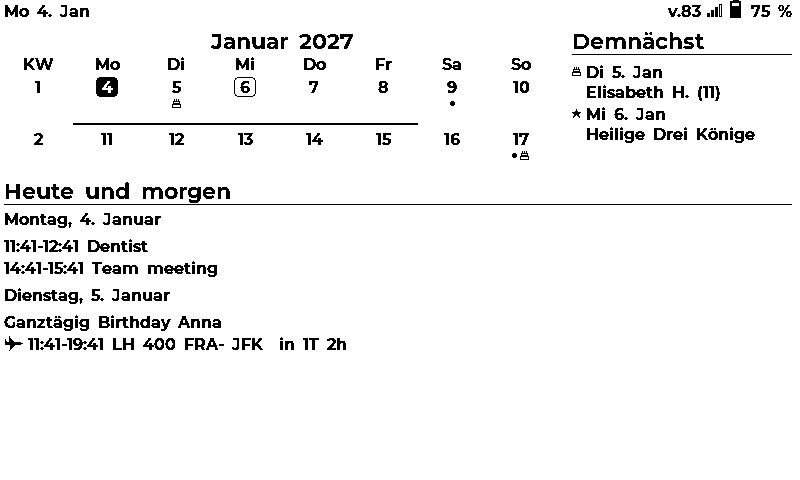 Mo 4. Jan
v.83 75 %
Januar 2027
KW Mo Di Mi Do Fr Sa So
1 4 5 6 7 8 9 10
2 11 12 13 14 15 16 17
Demnächst
Di 5. Jan
Elisabeth H. (11)
Mi 6. Jan
Heilige Drei Könige
Heute und morgen
Montag, 4. Januar
11:41-12:41 Dentist
14:41-15:41 Team meeting
Dienstag, 5. Januar
Ganztägig Birthday Anna
11:41-19:41 LH 400 FRA- JFK in 1T 2h